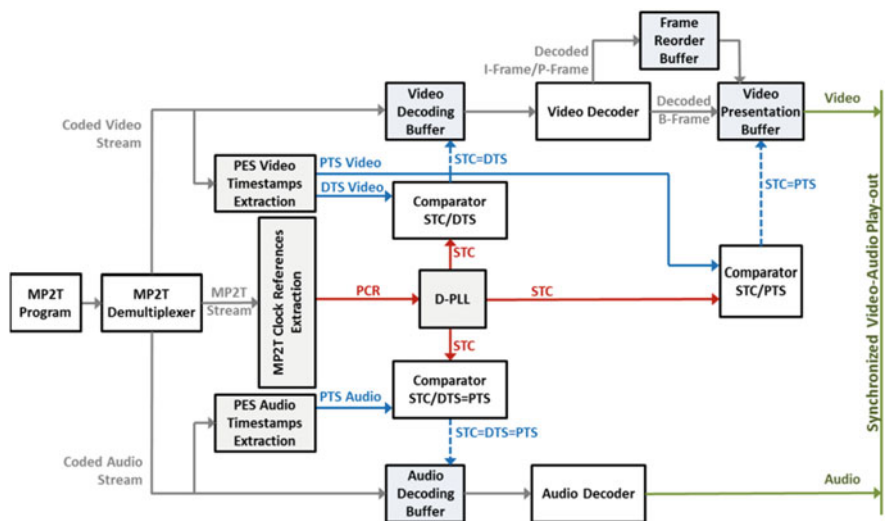 Frame
Reorder
Buffer
Decoded
I-Frame/P-Frame
Video
Decoding
Buffer
Video Decoder
Decoded
B-Frame
Video
Presentation
Buffer
Video
Coded Video
Stream
PES Video
Timestamps
Extraction
PTS Video
DTS Video
STC=DTS
Comparator
STC/DTS
STC=PTS
STC
MP2T
Program
MP2T
Demultiplexer
MP2T
Stream
MP2T Clock References
Extraction
PCR
D-PLL
STC
Comparator
STC/PTS
STC
PES Audio
Timestamps
Extraction
PTS Audio
Comparator
STC/DTS=PTS
STC=DTS=PTS
Coded Audio
Stream
Audio
Decoding
Buffer
Audio Decoder
Audio
Synchronized Video-Audio Play-out